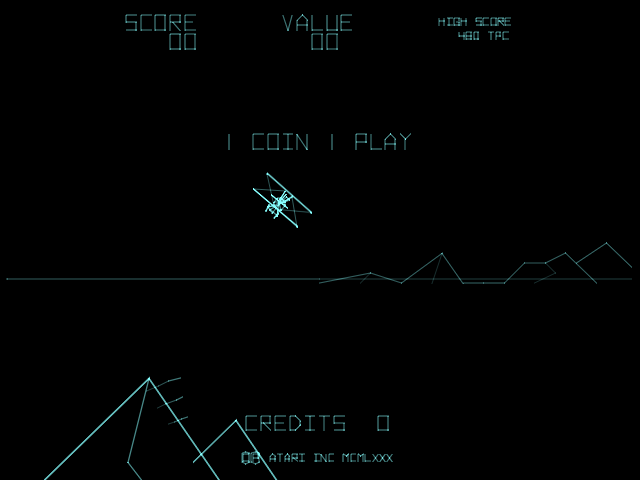 SCORE VALUE HIGH SCORE
00 00 480 TPC
1 COIN 1 PLAY
CREDITS 0
ATARI INC MCMLXXX